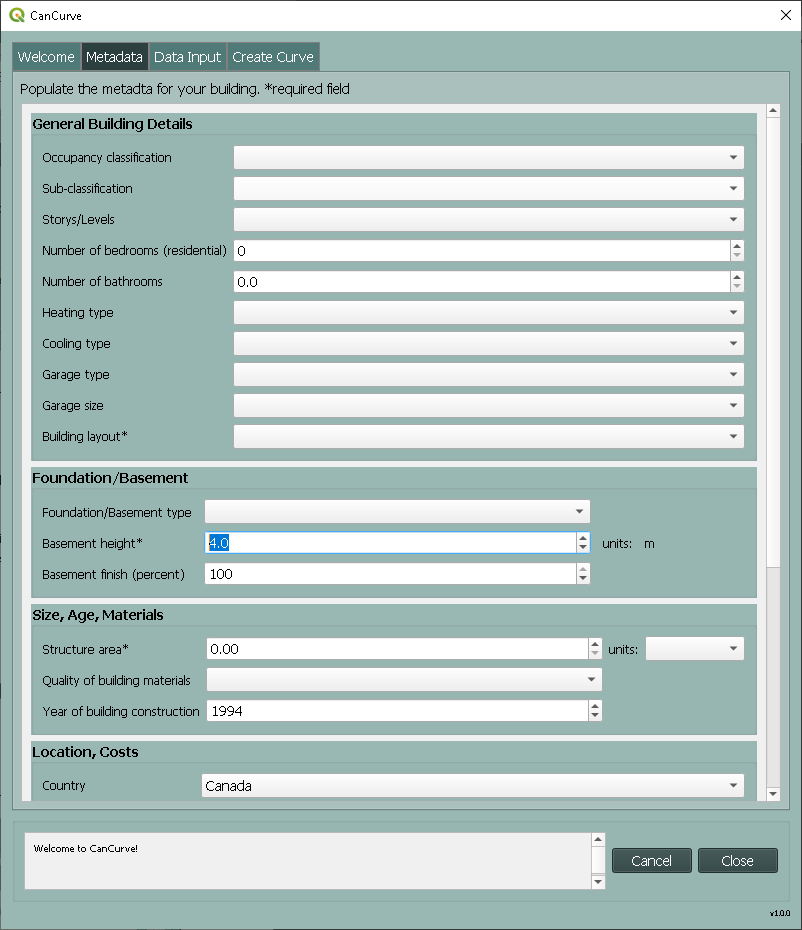 CanCurve
Welcome Metadata Data Input Create Curve
Populate the metadta for your building. *required field
General Building Details
Occupancy classification
Sub-classification
Storys/Levels
Number of bedrooms (residential) 0
Number of bathrooms 0.0
Heating type
Cooling type
Garage type
Garage size
Building layout*
Foundation/Basement
Foundation/Basement type
Basement height* 4.0 units: m
Basement finish (percent) 100
Size, Age, Materials
Structure area* 0.00 units:
Quality of building materials
Year of building construction 1994
Location, Costs
Country Canada
Welcome to CanCurve!
Cancel Close
v1.0.0